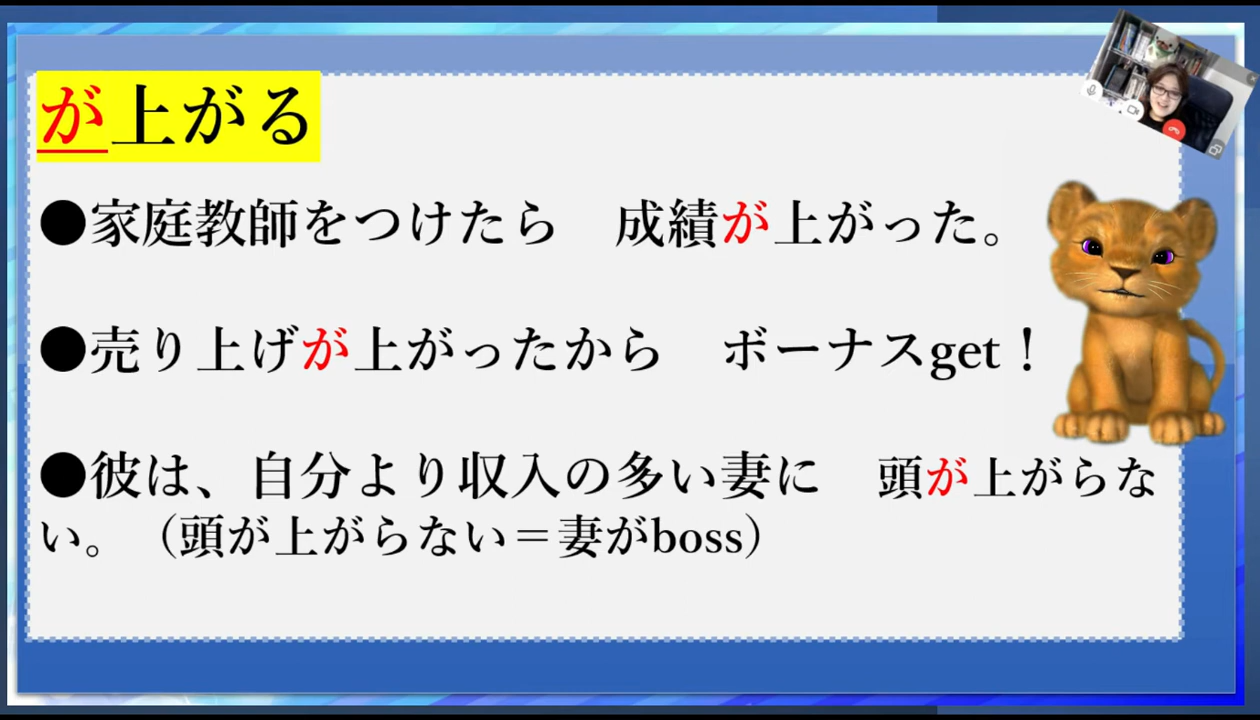 が上がる
●家庭教師をつけたら　成績が上がった。
●売り上げが上がったから　ボーナスget！
●彼は、自分より収入の多い妻に　頭が上がらな
い。（頭が上がらない＝妻がboss）